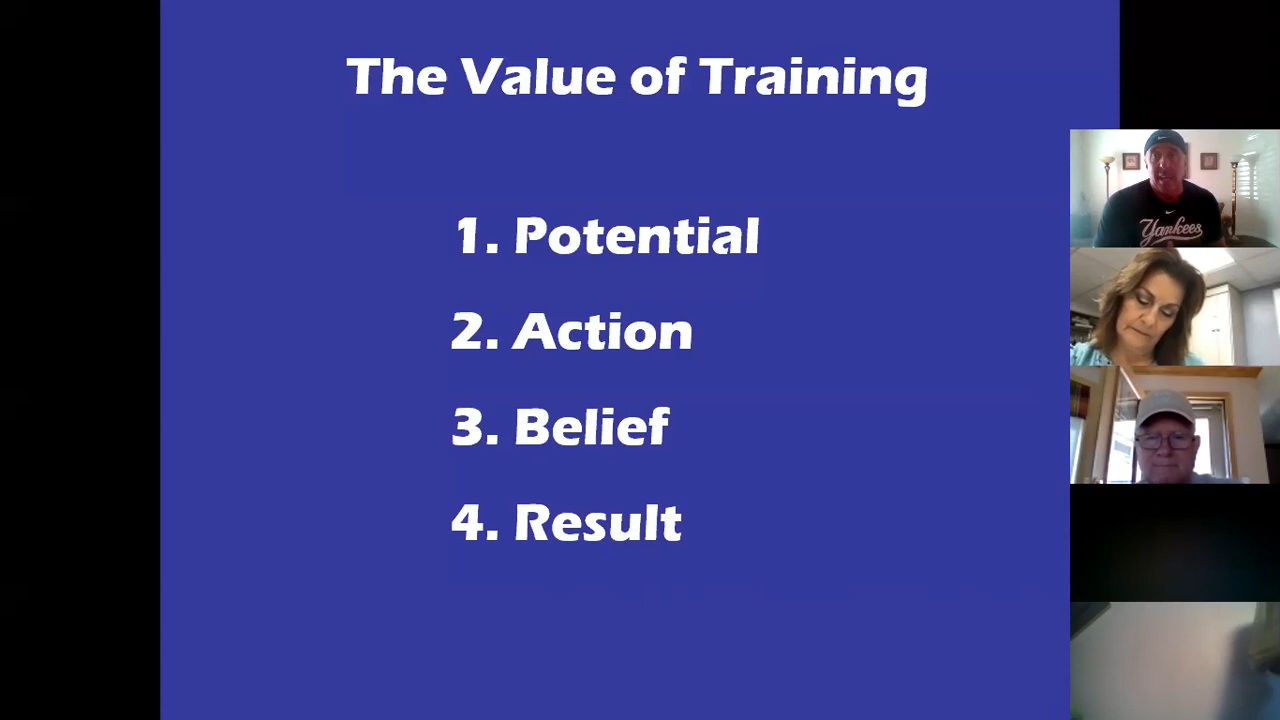 The Value of Training
1. Potential
2. Action
3. Belief
4. Result
Yankees